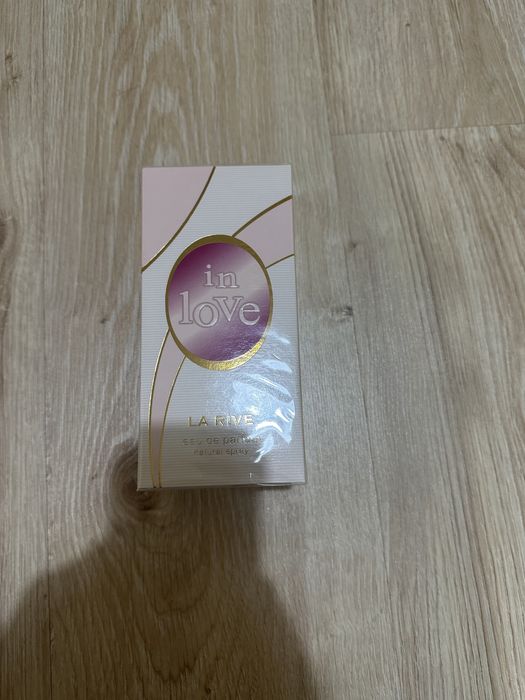 in
love
LA RIVE
eau de parfum
natural spray